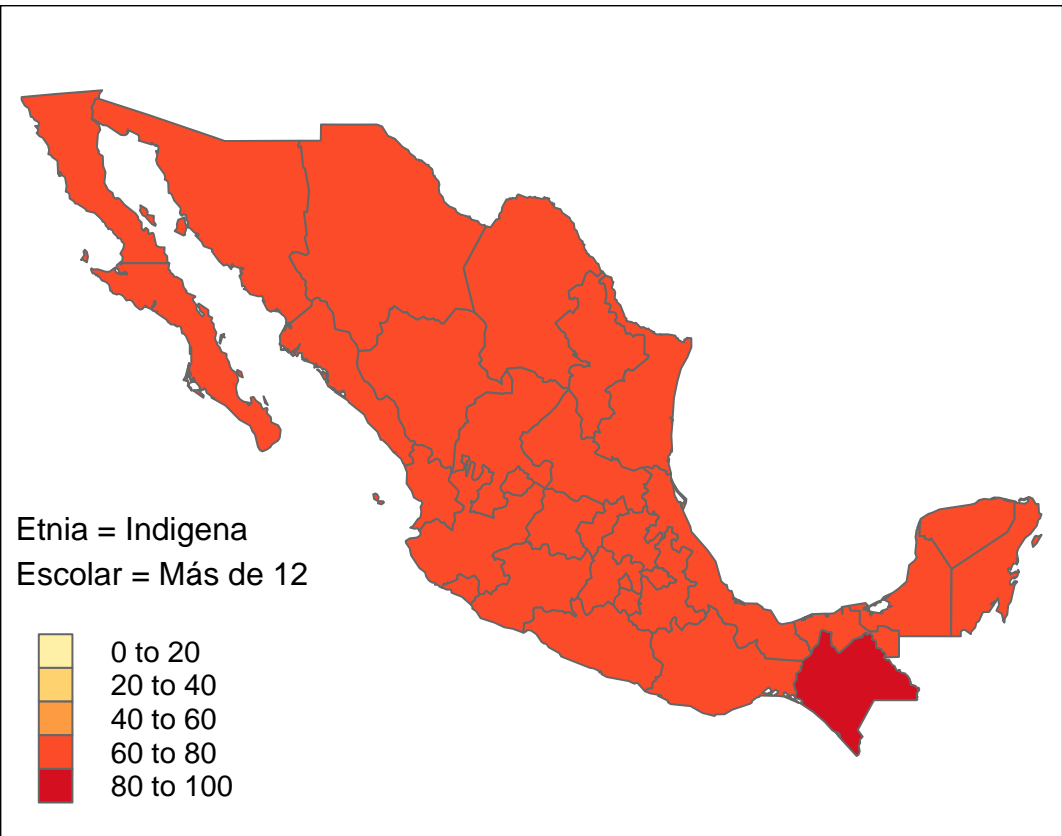 Etnia = Indigena
Escolar = Más de 12
0 to 20
20 to 40
40 to 60
60 to 80
80 to 100